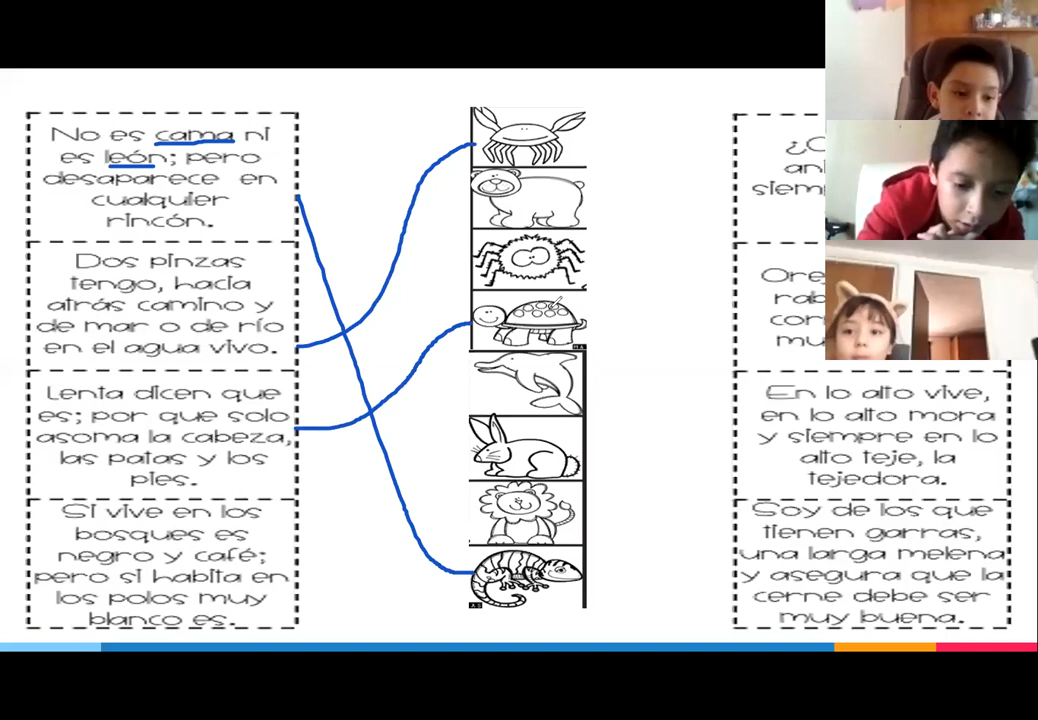 No es cama ni
es león; pero
desaparece en
cualquier
rincón.
Dos pinzas
tengo, hacia
atrás camino y
de mar o de río
en el agua vivo.
Lenta dicen que
es; por que solo
asoma la cabeza,
las patas y los
pies.
Si vive en los
bosques es
negro y café;
pero si habita en
los polos muy
blanco es.
En lo alto vive,
en lo alto mora
y siempre en lo
alto teje, la
tejedora.
Soy de los que
tienen garras,
una larga melena
y asegura que la
cerne debe ser
muy buena.